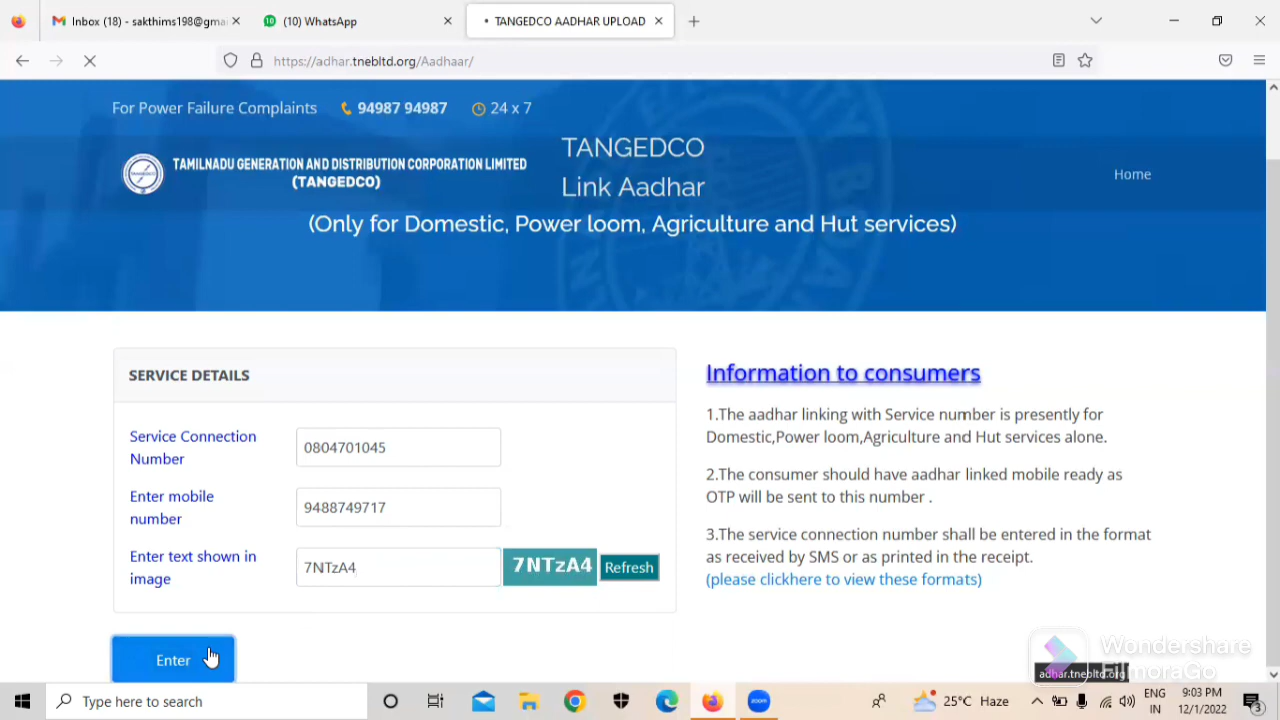 Inbox (18) - sakthims198@gma
(10) WhatsApp
TANGEDCO AADHAR UPLOAD
https://adhar.tnebltd.org/Aadhaar/
For Power Failure Complaints 94987 94987 24 x 7
TAMILNADU GENERATION AND DISTRIBUTION CORPORATION LIMITED
(TANGEDCO)
TANGEDCO
Link Aadhar
Home
(Only for Domestic, Power loom, Agriculture and Hut services)
SERVICE DETAILS
Service Connection
Number
0804701045
Enter mobile
number
9488749717
Enter text shown in
image
7NTzA4
7NTzA4
Refresh
Enter
Information to consumers
1.The aadhar linking with Service number is presently for
Domestic,Power loom,Agriculture and Hut services alone.
2.The consumer should have aadhar linked mobile ready as
OTP will be sent to this number .
3.The service connection number shall be entered in the format
as received by SMS or as printed in the receipt.
(please clickhere to view these formats)
Wondershare
FilmoraGo
adhar.tnebltd.org
Type here to search
zoom
25°C Haze
ENG
IN
9:03 PM
12/1/2022
3